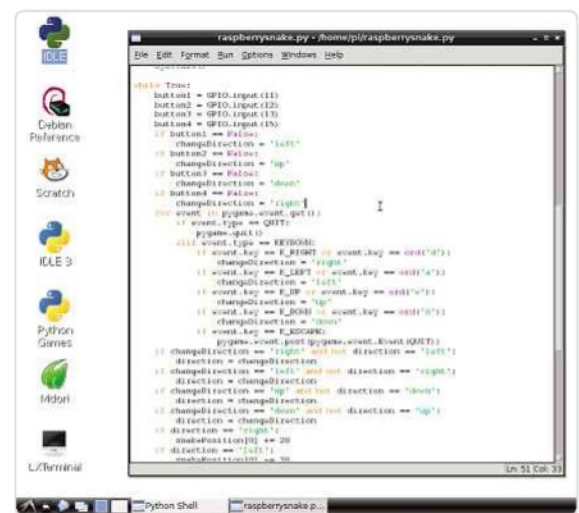 raspberrysnake.py - /home/pi/raspberrysnake.py
File Edit Format Run Options Windows Help
while True:
button1 = GPIO.input(11)
button2 = GPIO.input(12)
button3 = GPIO.input(13)
button4 = GPIO.input(15)
if button1 == False:
changeDirection = 'left'
if button2 == False:
changeDirection = 'up'
if button3 == False:
changeDirection = 'down'
if button4 == False:
changeDirection = 'right'
for event in pygame.event.get():
if event.type == QUIT:
pygame.quit()
elif event.type == KEYDOWN:
if event.key == K_RIGHT or event.key == ord('d'):
changeDirection = 'right'
if event.key == K_LEFT or event.key == ord('a'):
changeDirection = 'left'
if event.key == K_UP or event.key == ord('w'):
changeDirection = 'up'
if event.key == K_DOWN or event.key == ord('s'):
changeDirection = 'down'
if event.key == K_ESCAPE:
pygame.event.post(pygame.event.Event(QUIT))
if changeDirection == 'right' and not direction == 'left':
direction = changeDirection
if changeDirection == 'left' and not direction == 'right':
direction = changeDirection
if changeDirection == 'up' and not direction == 'down':
direction = changeDirection
if changeDirection == 'down' and not direction == 'up':
direction = changeDirection
if direction == 'right':
snakePosition[0] += 20
if direction == 'left':
snakePosition[0] -= 20
Ln: 51 Col: 33
IDLE
Debian
Reference
Scratch
IDLE 3
Python
Games
Midori
LXTerminal
Python Shell
raspberrysnake.p...